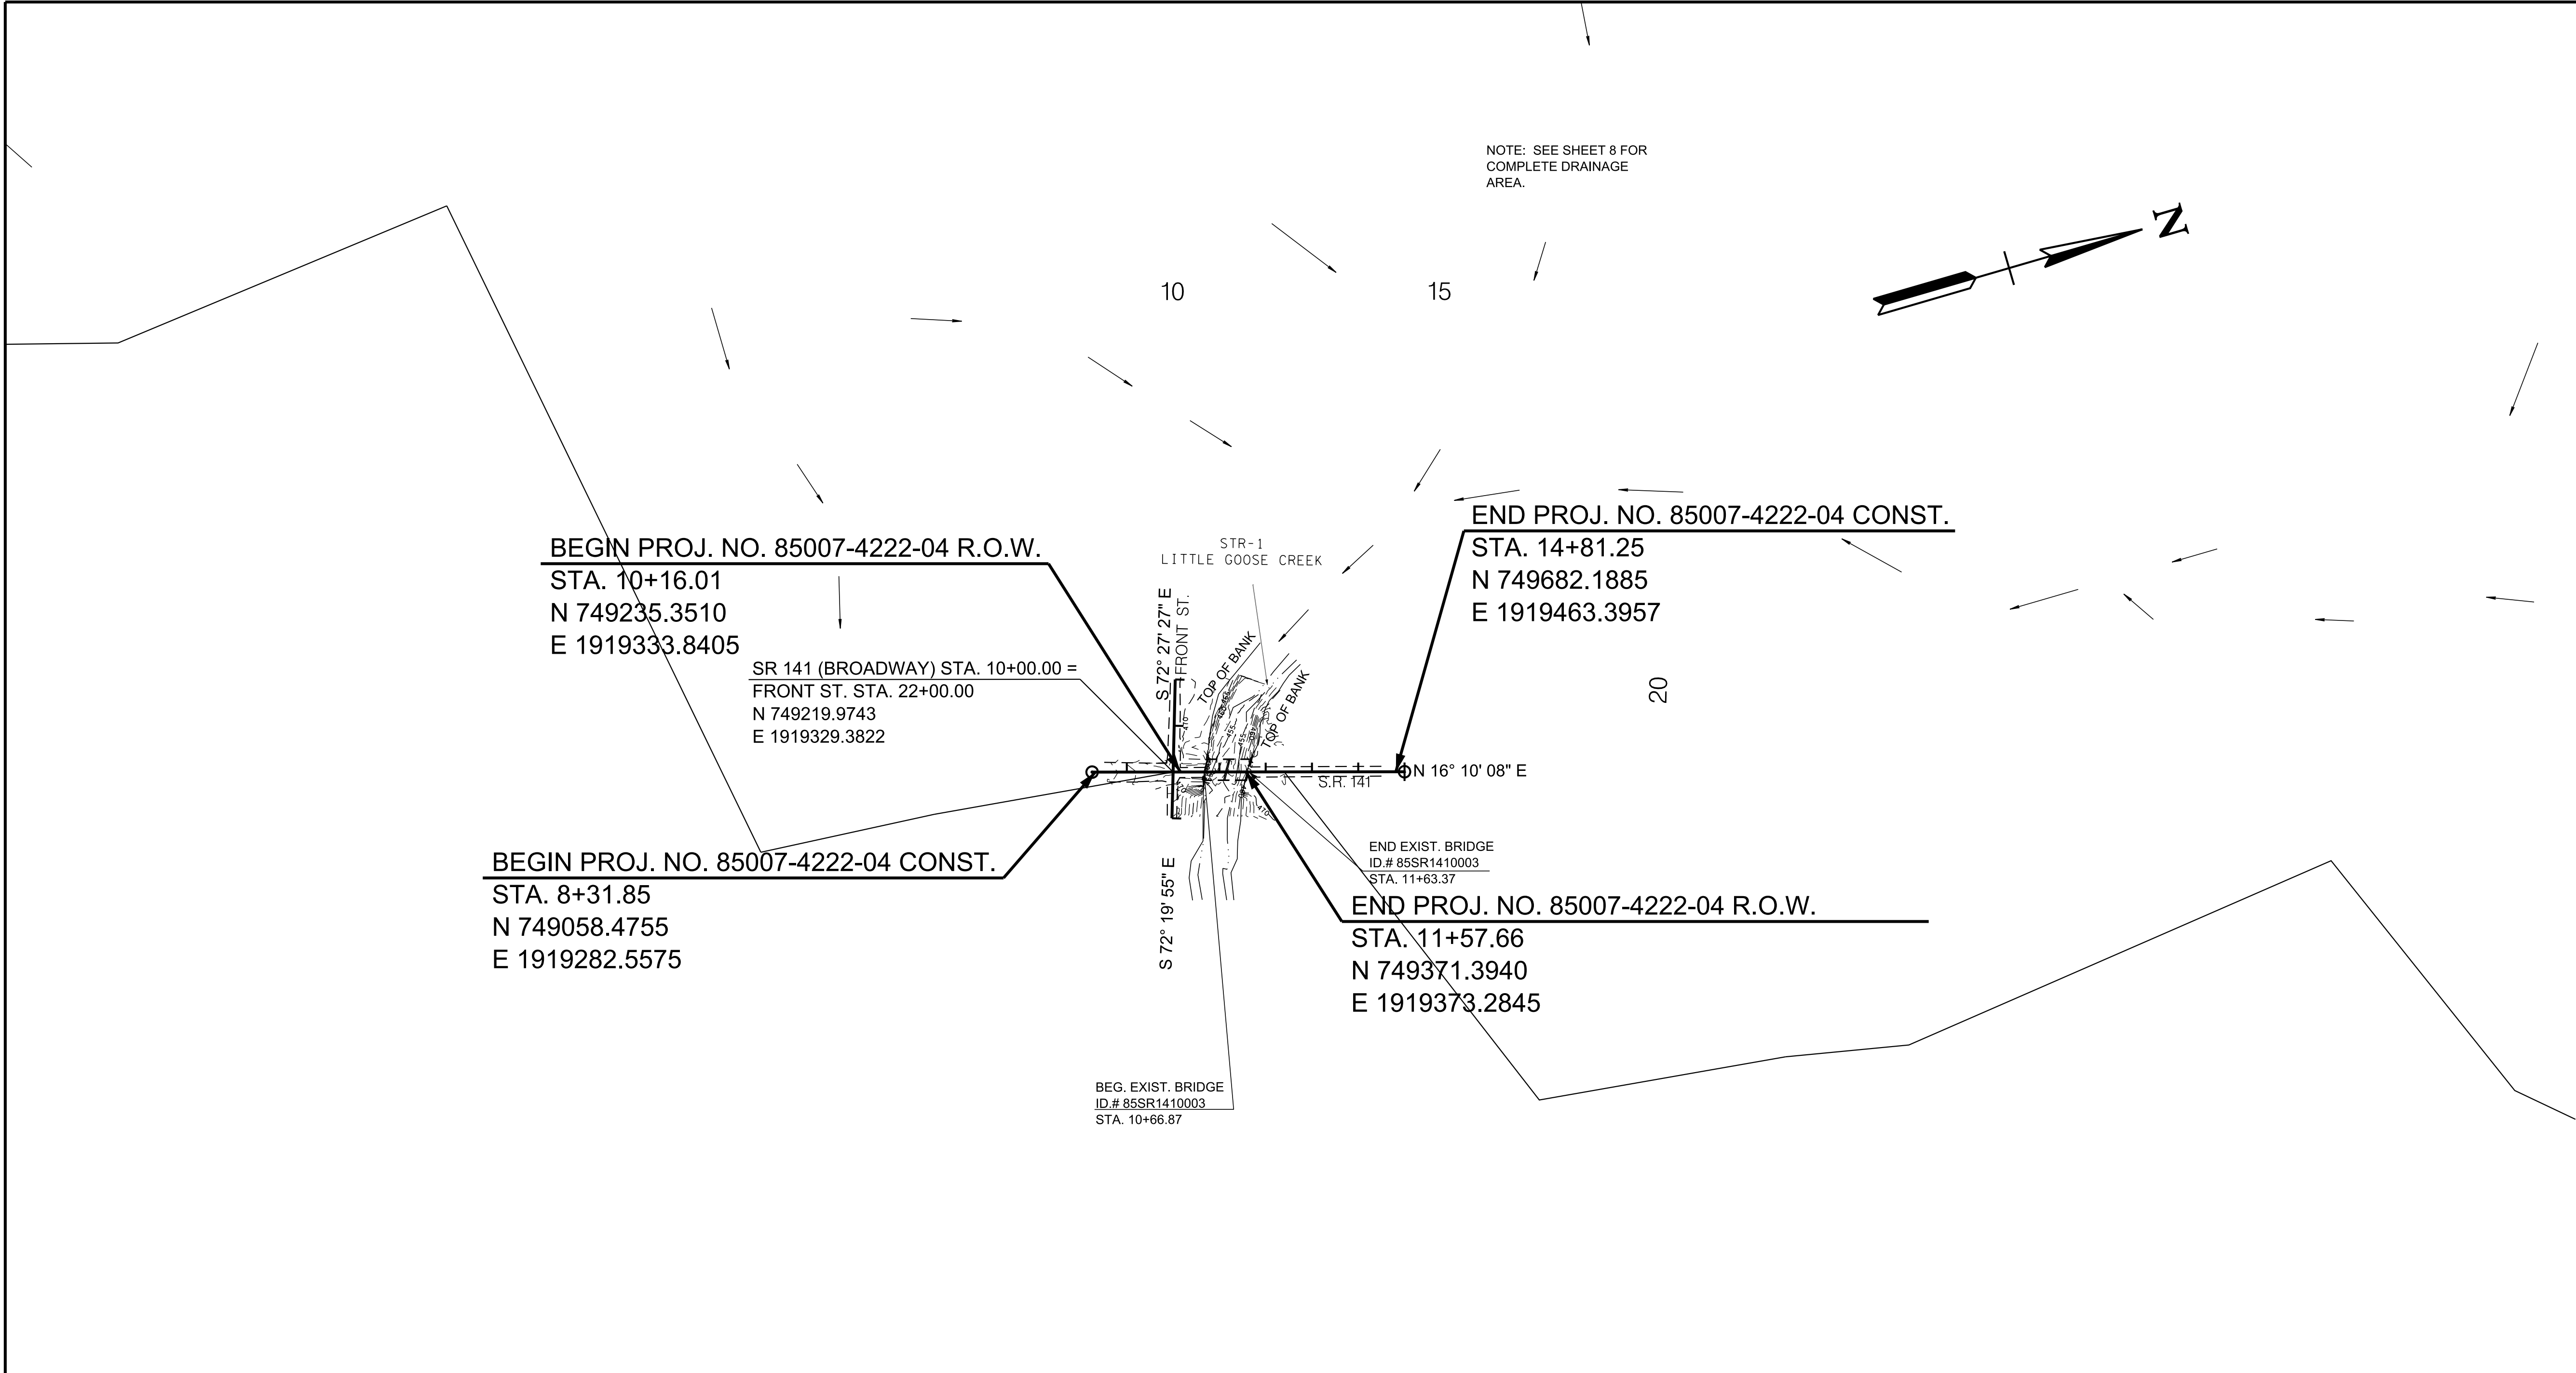 NOTE: SEE SHEET 8 FOR
COMPLETE DRAINAGE
AREA.
N
10
15
END PROJ. NO. 85007-4222-04 CONST.
STA. 14+81.25
N 749682.1885
E 1919463.3957
BEGIN PROJ. NO. 85007-4222-04 R.O.W.
STA. 10+16.01
N 749235.3510
E 1919333.8405
STR-1
LITTLE GOOSE CREEK
S 72° 27' 27" E
FRONT ST.
TOP OF BANK
TOP OF BANK
SR 141 (BROADWAY) STA. 10+00.00 =
FRONT ST. STA. 22+00.00
N 749219.9743
E 1919329.3822
20
470
455
455
N 16° 10' 08" E
S.R. 141
470
BEGIN PROJ. NO. 85007-4222-04 CONST.
STA. 8+31.85
N 749058.4755
E 1919282.5575
S 72° 19' 55" E
END EXIST. BRIDGE
ID.# 85SR1410003
STA. 11+63.37
END PROJ. NO. 85007-4222-04 R.O.W.
STA. 11+57.66
N 749371.3940
E 1919373.2845
BEG. EXIST. BRIDGE
ID.# 85SR1410003
STA. 10+66.87